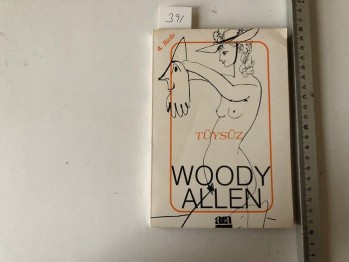 391
4. Baskı
TÜYSÜZ
WOODY
ALLEN